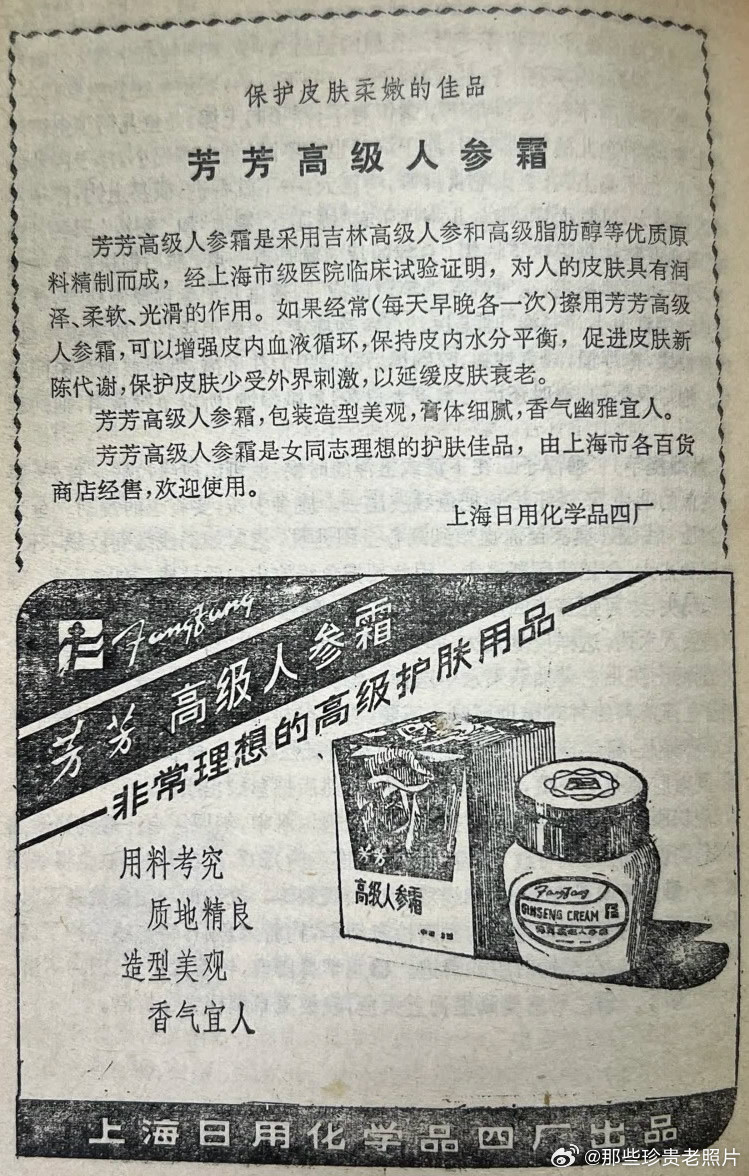 保护皮肤柔嫩的佳品
芳芳高级人参霜
芳芳高级人参霜是采用吉林高级人参和高级脂肪醇等优质原
料精制而成，经上海市级医院临床试验证明，对人的皮肤具有润
泽、柔软、光滑的作用。如果经常(每天早晚各一次)擦用芳芳高级
人参霜，可以增强皮内血液循环，保持皮内水分平衡，促进皮肤新
陈代谢，保护皮肤少受外界刺激，以延缓皮肤衰老。
芳芳高级人参霜，包装造型美观，膏体细腻，香气幽雅宜人。
芳芳高级人参霜是女同志理想的护肤佳品，由上海市各百货
商店经售，欢迎使用。
上海日用化学品四厂
Fangfang
芳芳 高级人参霜
非常理想的高级护肤用品
用料考究
质地精良
造型美观
香气宜人
芳芳
高级人参霜
Fangfang
GINSENG CREAM
上海日用化学品四厂出品
@那些珍贵老照片